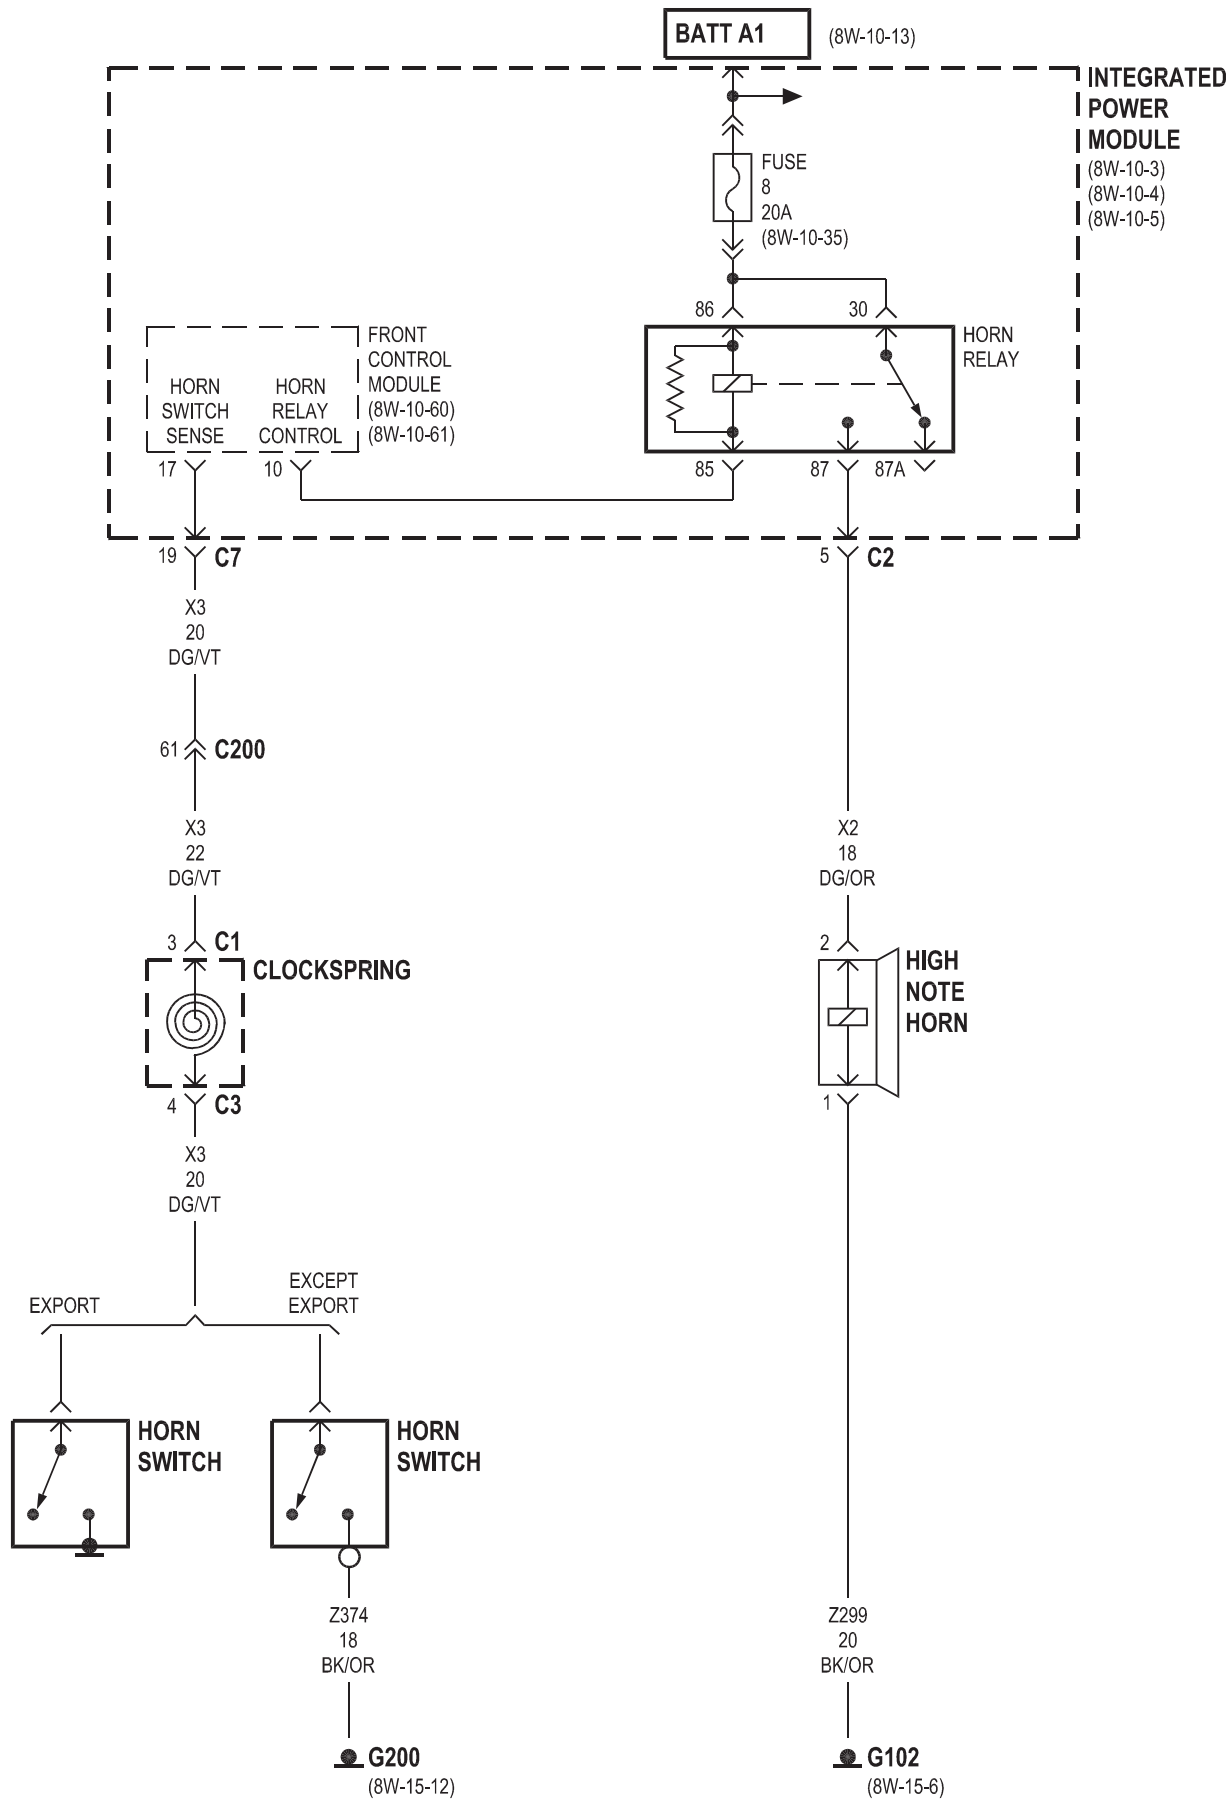 BATT A1
(8W-10-13)
INTEGRATED
POWER
MODULE
(8W-10-3)
(8W-10-4)
(8W-10-5)
FUSE
8
20A
(8W-10-35)
86
30
HORN
RELAY
FRONT
CONTROL
MODULE
(8W-10-60)
(8W-10-61)
HORN
SWITCH
SENSE
HORN
RELAY
CONTROL
17
10
85
87
87A
19
C7
5
C2
X3
20
DG/VT
61
C200
X3
22
DG/VT
X2
18
DG/OR
3
C1
CLOCKSPRING
2
HIGH
NOTE
HORN
4
C3
1
X3
20
DG/VT
EXPORT
EXCEPT
EXPORT
HORN
SWITCH
HORN
SWITCH
Z374
18
BK/OR
Z299
20
BK/OR
G200
(8W-15-12)
G102
(8W-15-6)